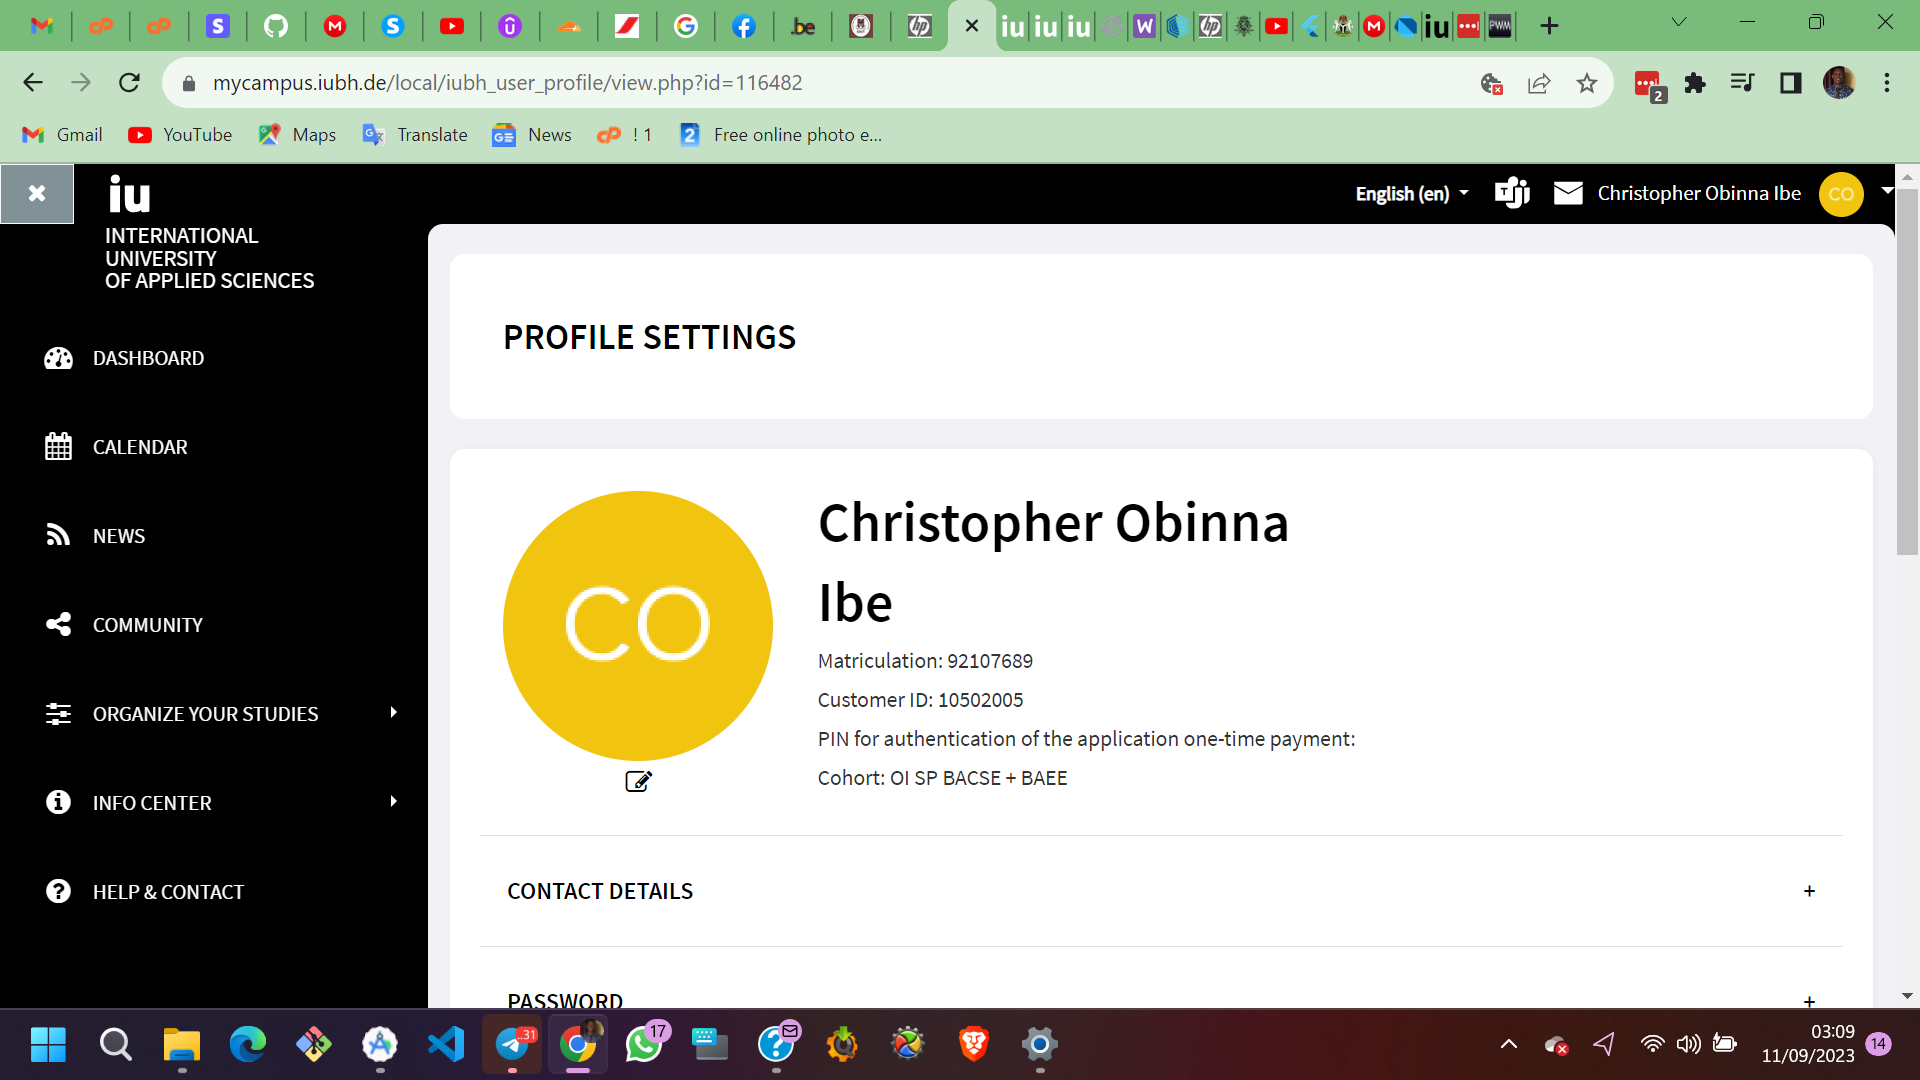 mycampus.iubh.de/local/iubh_user_profile/view.php?id=116482
2
Gmail
YouTube
Maps
Translate
News
! 1
Free online photo e...
iu
INTERNATIONAL
UNIVERSITY
OF APPLIED SCIENCES
English (en)
Christopher Obinna Ibe
CO
DASHBOARD
CALENDAR
NEWS
COMMUNITY
ORGANIZE YOUR STUDIES
INFO CENTER
HELP & CONTACT
PROFILE SETTINGS
CO
Christopher Obinna
Ibe
Matriculation: 92107689
Customer ID: 10502005
PIN for authentication of the application one-time payment:
Cohort: OI SP BACSE + BAEE
CONTACT DETAILS
+
PASSWORD
+
..31
17
03:09
11/09/2023
14